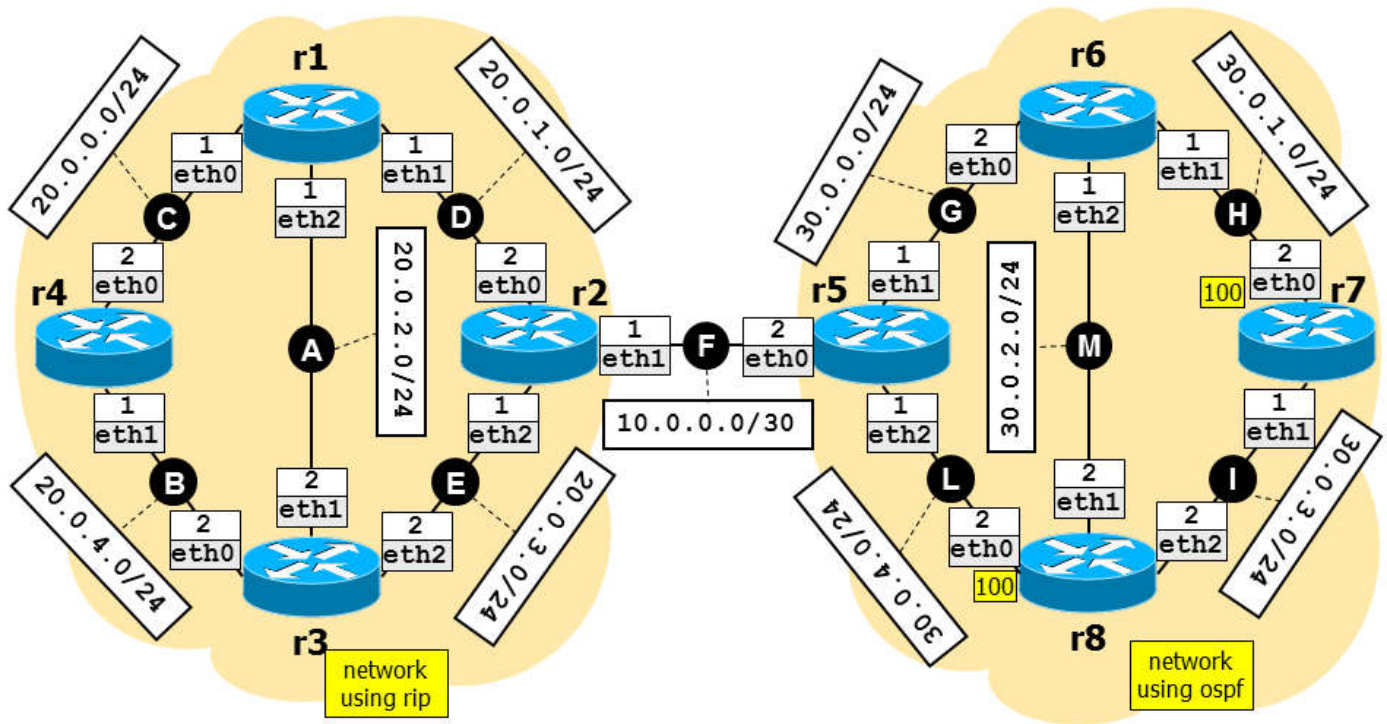 r1
r6
20.0.0.0/24
20.0.1.0/24
30.0.0.0/24
30.0.1.0/24
1
eth0
1
eth1
2
eth0
1
eth1
C
1
eth2
D
G
1
eth2
H
2
eth0
20.0.2.0/24
2
eth0
1
eth1
30.0.2.0/24
2
eth0
100
r4
r2
r5
r7
A
1
eth1
F
2
eth0
M
1
eth1
1
eth2
10.0.0.0/30
1
eth2
1
eth1
B
E
L
I
20.0.4.0/24
2
eth0
2
eth1
2
eth2
20.0.3.0/24
30.0.4.0/24
2
eth0
2
eth1
2
eth2
30.0.3.0/24
100
r3
r8
network
using rip
network
using ospf